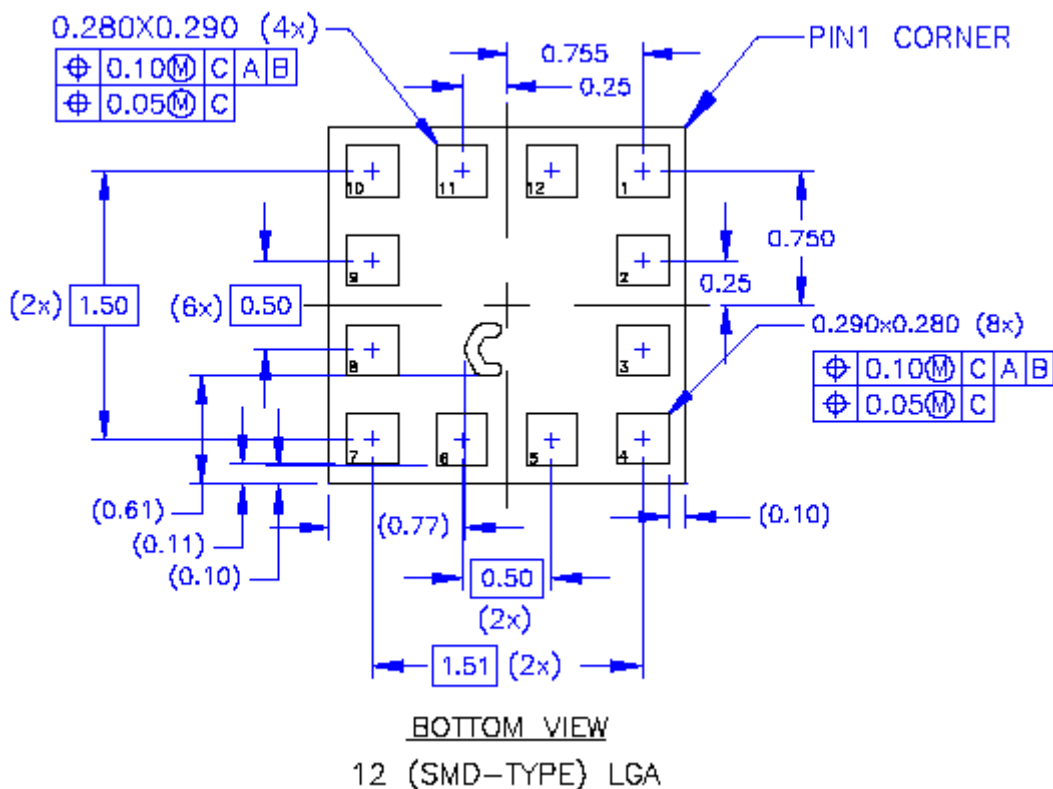 0.280X0.290 (4x)
⌖ 0.10Ⓜ C A B
⌖ 0.05Ⓜ C
0.755
0.25
PIN1 CORNER
10 11 12 1
0.750
9 2
0.25
(2x) 1.50
(6x) 0.50
0.290x0.280 (8x)
⌖ 0.10Ⓜ C A B
⌖ 0.05Ⓜ C
8 3
7 6 5 4
(0.61)
(0.77)
(0.10)
(0.11)
(0.10)
0.50
(2x)
1.51 (2x)
BOTTOM VIEW
12 (SMD-TYPE) LGA